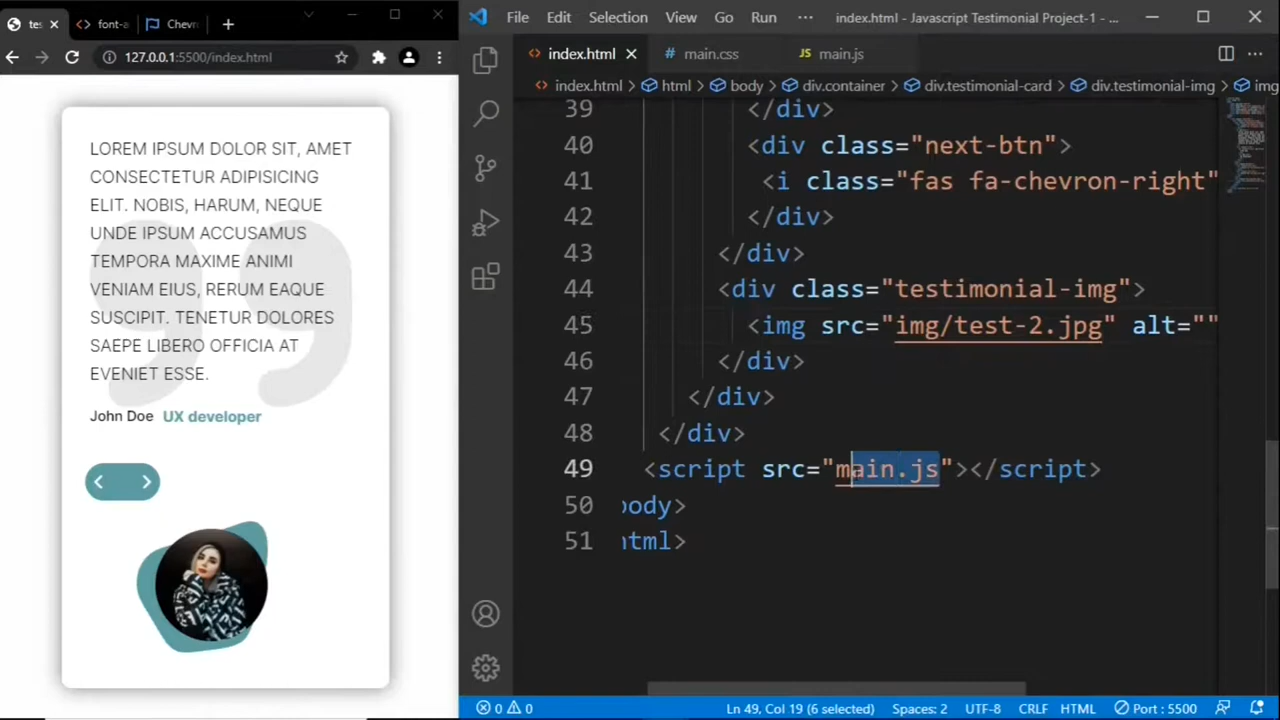 tes
font-a
Chevr
127.0.0.1:5500/index.html
LOREM IPSUM DOLOR SIT, AMET
CONSECTETUR ADIPISICING
ELIT. NOBIS, HARUM, NEQUE
UNDE IPSUM ACCUSAMUS
TEMPORA MAXIME ANIMI
VENIAM EIUS, RERUM EAQUE
SUSCIPIT. TENETUR DOLORES
SAEPE LIBERO OFFICIA AT
EVENIET ESSE.
John Doe UX developer
File Edit Selection View Go Run ··· index.html - Javascript Testimonial Project-1 - ...
index.html # main.css JS main.js
index.html > html > body > div.container > div.testimonial-card > div.testimonial-img > img
39 </div>
40 <div class="next-btn">
41 <i class="fas fa-chevron-right"
42 </div>
43 </div>
44 <div class="testimonial-img">
45 <img src="img/test-2.jpg" alt=""
46 </div>
47 </div>
48 </div>
49 <script src="main.js"></script>
50 body>
51 html>
0 0 Ln 49, Col 19 (6 selected) Spaces: 2 UTF-8 CRLF HTML Port : 5500